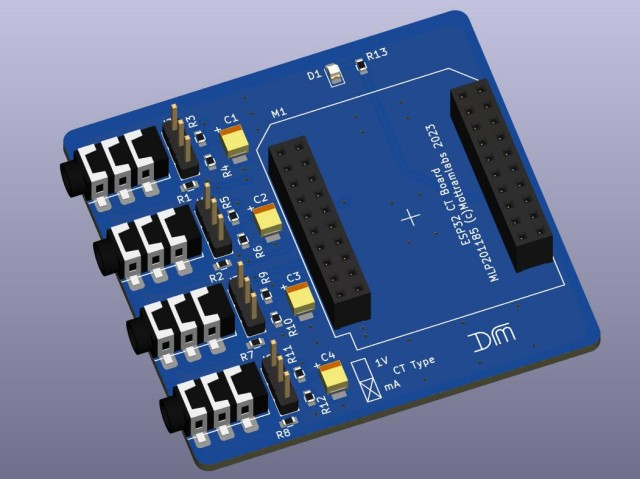 D1
R13
M1
C1
R3
R4
R1
C2
R5
R6
R2
C3
R9
R10
R7
C4
R11
R12
R8
ESP32 CT Board
MLP201185 (c)Mottramlabs 2023
1V
mA
CT Type
DM